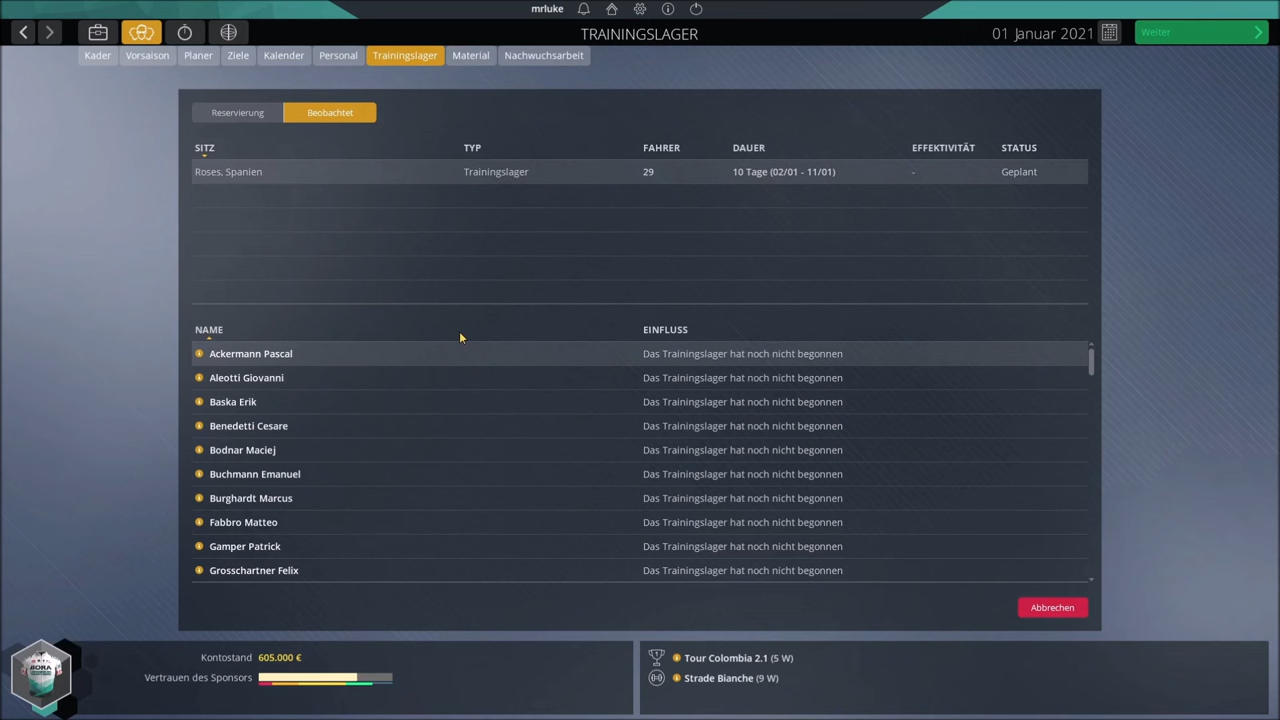 mrluke
TRAININGSLAGER
01 Januar 2021
Weiter
Kader Vorsaison Planer Ziele Kalender Personal Trainingslager Material Nachwuchsarbeit
Reservierung Beobachtet
SITZ TYP FAHRER DAUER EFFEKTIVITÄT STATUS
Roses, Spanien Trainingslager 29 10 Tage (02/01 - 11/01) - Geplant
NAME EINFLUSS
Ackermann Pascal Das Trainingslager hat noch nicht begonnen
Aleotti Giovanni Das Trainingslager hat noch nicht begonnen
Baska Erik Das Trainingslager hat noch nicht begonnen
Benedetti Cesare Das Trainingslager hat noch nicht begonnen
Bodnar Maciej Das Trainingslager hat noch nicht begonnen
Buchmann Emanuel Das Trainingslager hat noch nicht begonnen
Burghardt Marcus Das Trainingslager hat noch nicht begonnen
Fabbro Matteo Das Trainingslager hat noch nicht begonnen
Gamper Patrick Das Trainingslager hat noch nicht begonnen
Grosschartner Felix Das Trainingslager hat noch nicht begonnen
Abbrechen
BORA
Kontostand 605.000 €
Vertrauen des Sponsors
Tour Colombia 2.1 (5 W)
Strade Bianche (9 W)